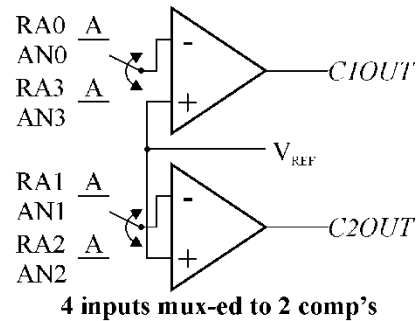 RA0 A
AN0
RA3 A
AN3
-
+
C1OUT
VREF
RA1 A
AN1
RA2 A
AN2
-
+
C2OUT
4 inputs mux-ed to 2 comp's